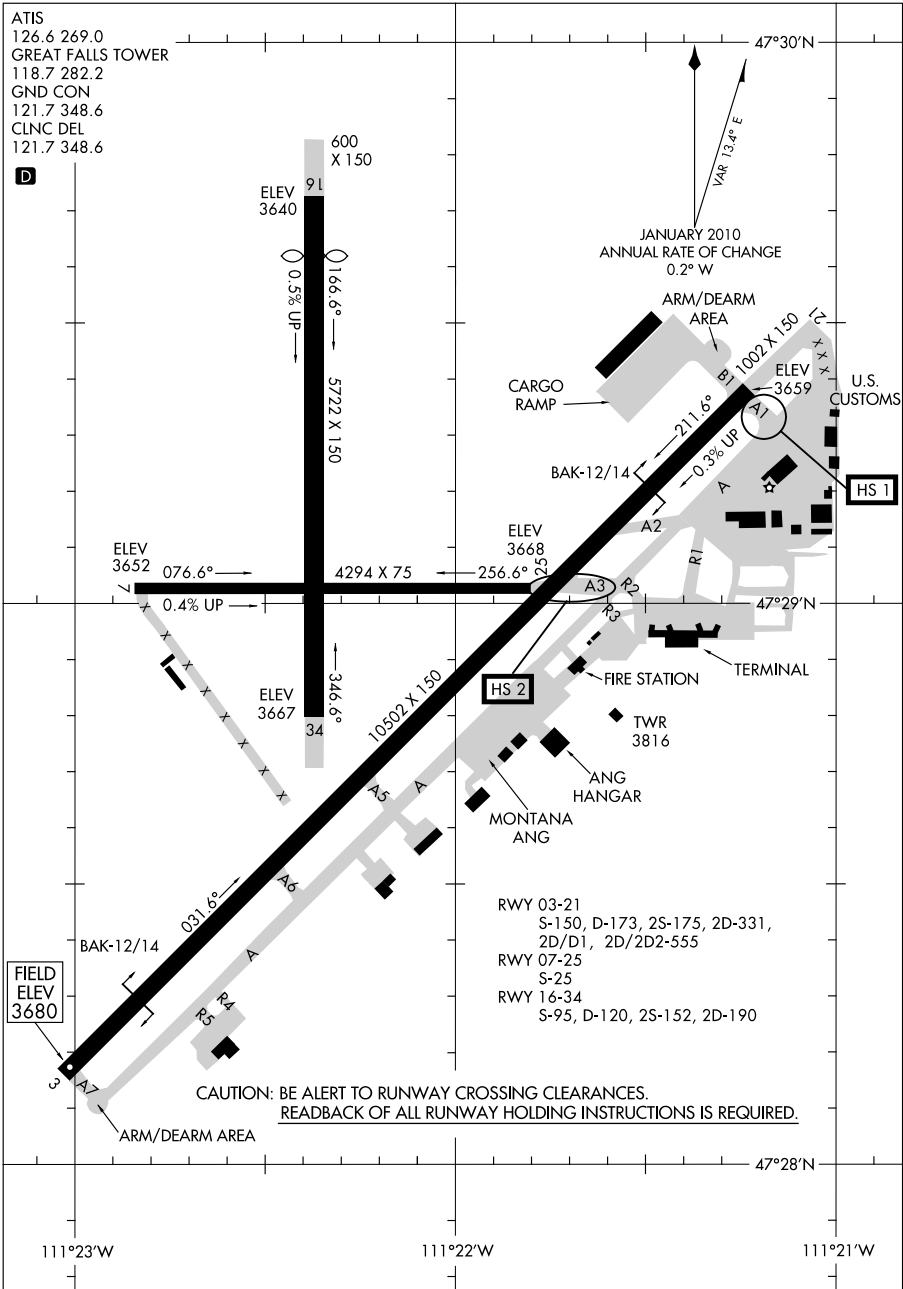 ATIS
126.6 269.0
GREAT FALLS TOWER
118.7 282.2
GND CON
121.7 348.6
CLNC DEL
121.7 348.6
D
47°30'N
VAR 13.4° E
JANUARY 2010
ANNUAL RATE OF CHANGE
0.2° W
600
X 150
16
ELEV
3640
0.5% UP
166.6°
5722 X 150
ARM/DEARM
AREA
1002 X 150
21
X X X
B1
ELEV
3659
U.S.
CUSTOMS
CARGO
RAMP
A1
211.6°
0.3% UP
HS 1
BAK-12/14
A
A2
ELEV
3652
ELEV
3668
25
R1
7
076.6°
4294 X 75
256.6°
A3
R2
0.4% UP
47°29'N
R3
X
X
X
X
X
X
X
TERMINAL
FIRE STATION
HS 2
346.6°
ELEV
3667
34
10502 X 150
TWR
3816
ANG
HANGAR
MONTANA
ANG
A5
A
A6
031.6°
RWY 03-21
S-150, D-173, 2S-175, 2D-331,
2D/D1, 2D/2D2-555
RWY 07-25
S-25
RWY 16-34
S-95, D-120, 2S-152, 2D-190
BAK-12/14
A
FIELD
ELEV
3680
R4
R5
3
A7
CAUTION: BE ALERT TO RUNWAY CROSSING CLEARANCES.
READBACK OF ALL RUNWAY HOLDING INSTRUCTIONS IS REQUIRED.
ARM/DEARM AREA
47°28'N
111°23'W
111°22'W
111°21'W